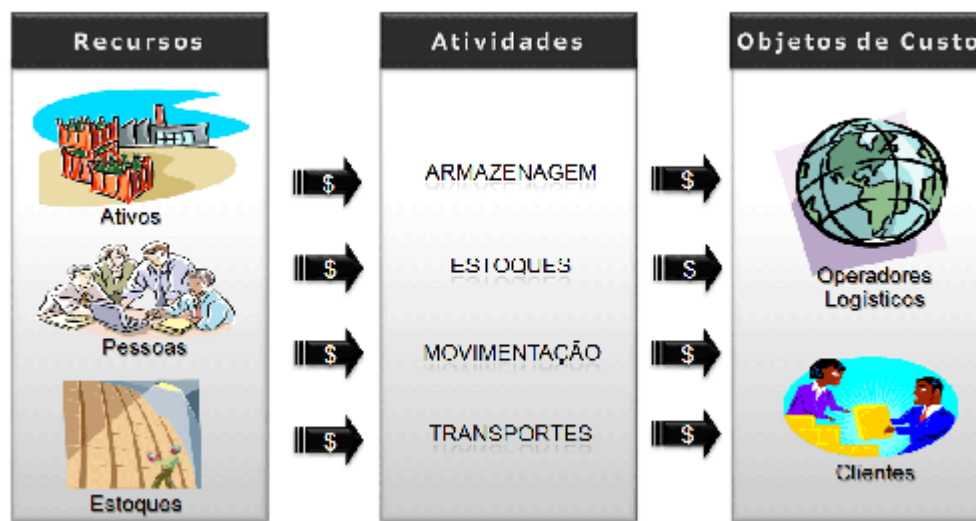 Recursos
Ativos
Pessoas
Estoques
$
$
$
$
Atividades
ARMAZENAGEM
ESTOQUES
MOVIMENTAÇÃO
TRANSPORTES
$
$
$
$
Objetos de Custo
Operadores
Logísticos
Clientes